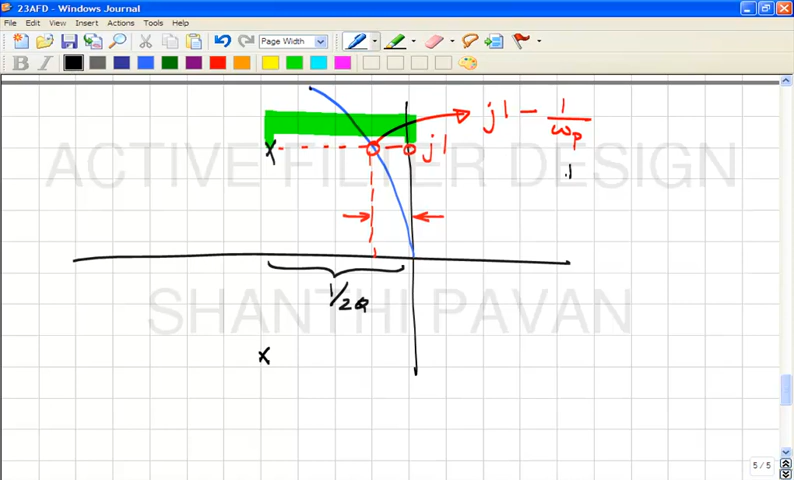 23AFD - Windows Journal
File Edit View Insert Actions Tools Help
Page Width
B I
ACTIVE FILTER DESIGN
j1 - 1/ωp
j1
x
1/2Q
SHANTHI PAVAN
x
5 / 5